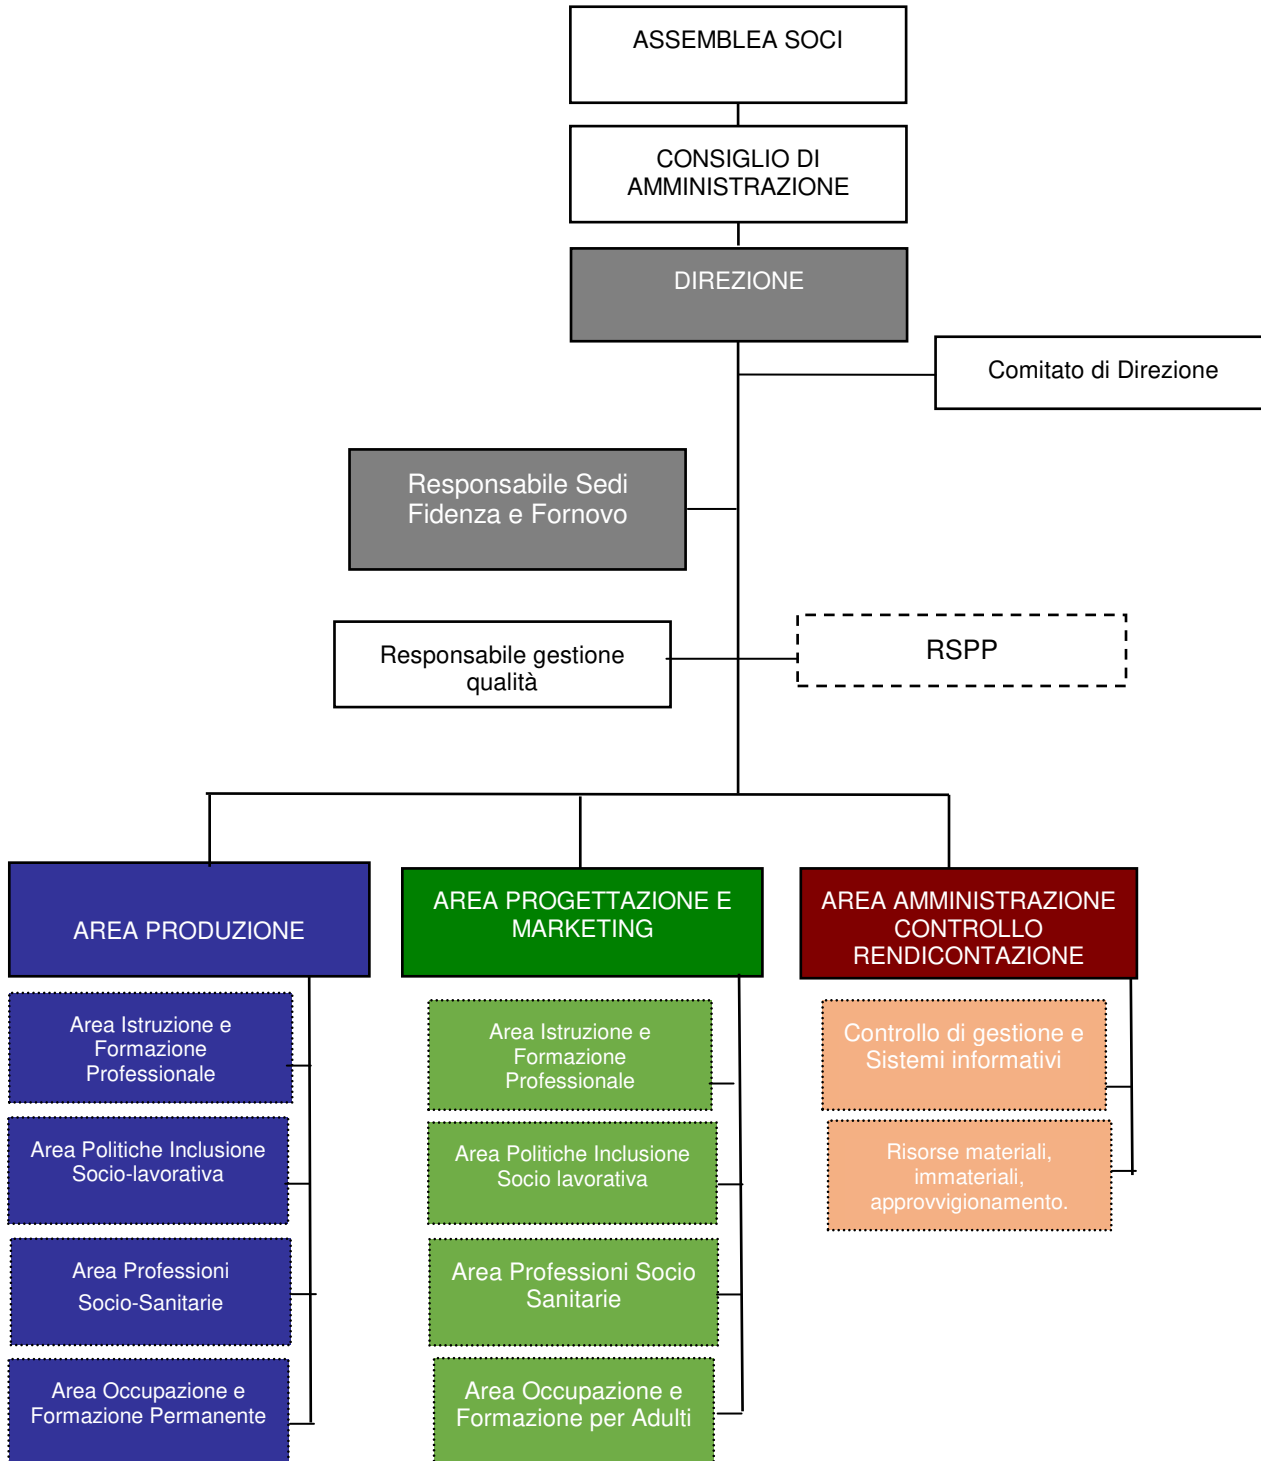 ASSEMBLEA SOCI
CONSIGLIO DI
AMMINISTRAZIONE
DIREZIONE
Comitato di Direzione
Responsabile Sedi
Fidenza e Fornovo
Responsabile gestione
qualità
RSPP
AREA PRODUZIONE
Area Istruzione e
Formazione
Professionale
Area Politiche Inclusione
Socio-lavorativa
Area Professioni
Socio-Sanitarie
Area Occupazione e
Formazione Permanente
AREA PROGETTAZIONE E
MARKETING
Area Istruzione e
Formazione
Professionale
Area Politiche Inclusione
Socio lavorativa
Area Professioni Socio
Sanitarie
Area Occupazione e
Formazione per Adulti
AREA AMMINISTRAZIONE
CONTROLLO
RENDICONTAZIONE
Controllo di gestione e
Sistemi informativi
Risorse materiali,
immateriali,
approvvigionamento.